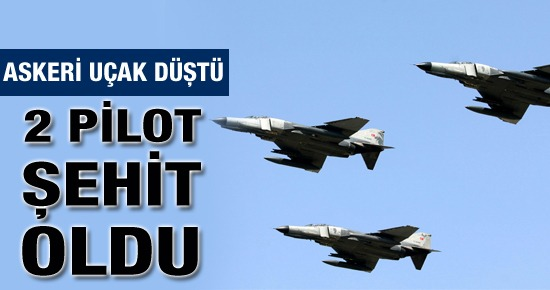 ASKERİ UÇAK DÜŞTÜ
2 PİLOT
ŞEHİT
OLDU